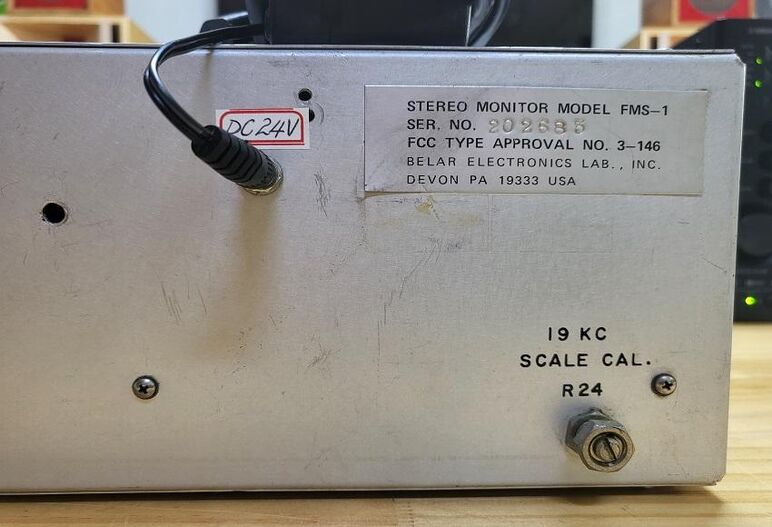 DC24V
STEREO MONITOR MODEL FMS-1
SER. NO. 202685
FCC TYPE APPROVAL NO. 3-146
BELAR ELECTRONICS LAB., INC.
DEVON PA 19333 USA
19 KC
SCALE CAL.
R24